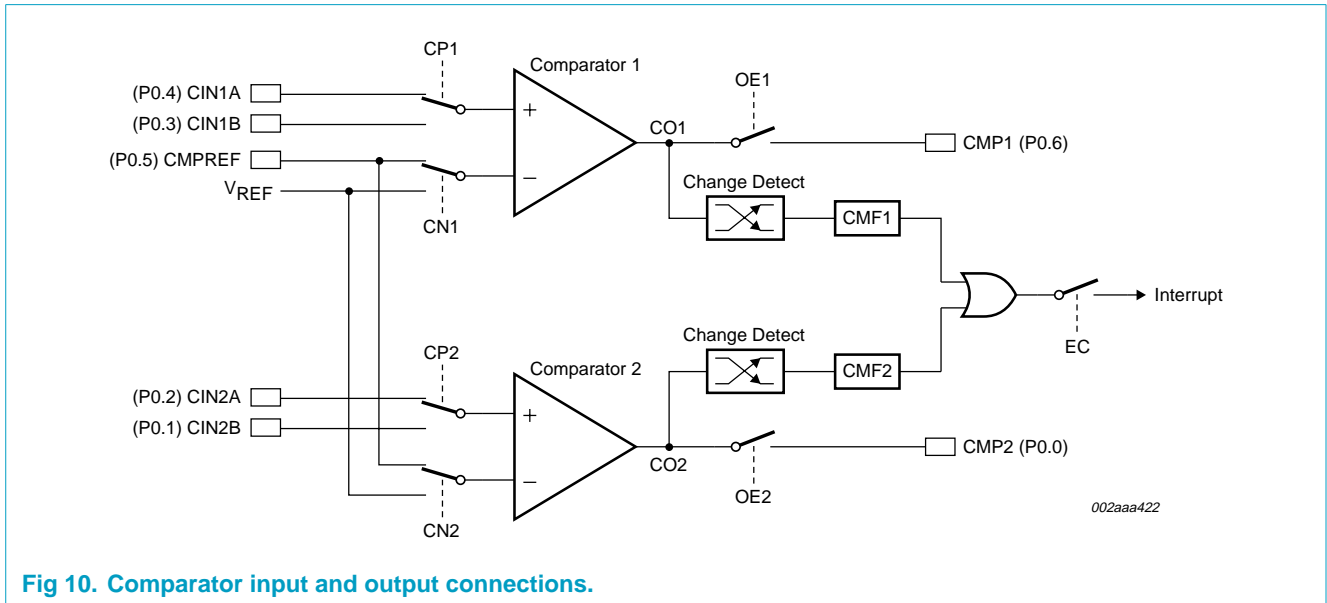 CP1
Comparator 1
OE1
(P0.4) CIN1A
(P0.3) CIN1B
+
CO1
CMP1 (P0.6)
(P0.5) CMPREF
−
VREF
Change Detect
CMF1
CN1
Interrupt
EC
CP2
Comparator 2
Change Detect
CMF2
(P0.2) CIN2A
(P0.1) CIN2B
+
CO2
CMP2 (P0.0)
−
OE2
CN2
002aaa422
Fig 10. Comparator input and output connections.